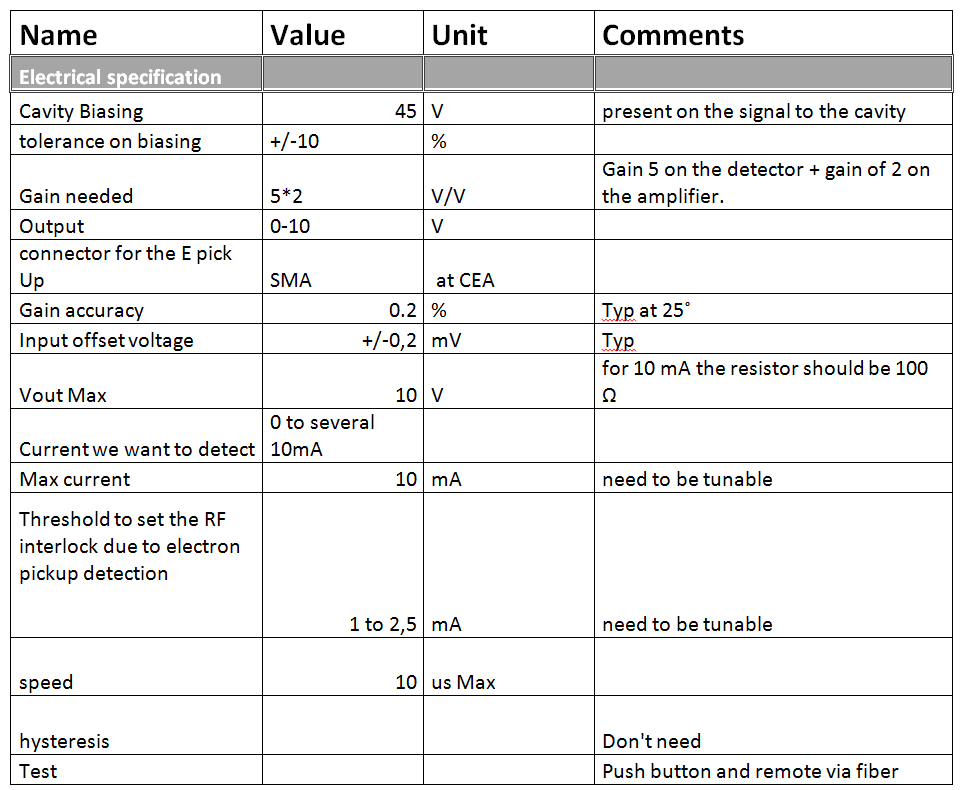 Name Value Unit Comments
Electrical specification
Cavity Biasing 45 V present on the signal to the cavity
tolerance on biasing +/-10 %
Gain 5 on the detector + gain of 2 on
Gain needed 5*2 V/V the amplifier.
Output 0-10 V
connector for the E pick
Up SMA at CEA
Gain accuracy 0.2 % Typ at 25°
Input offset voltage +/-0,2 mV Typ
for 10 mA the resistor should be 100
Vout Max 10 V Ω
0 to several
Current we want to detect 10mA
Max current 10 mA need to be tunable
Threshold to set the RF
interlock due to electron
pickup detection
1 to 2,5 mA need to be tunable
speed 10 us Max
hysteresis Don't need
Test Push button and remote via fiber